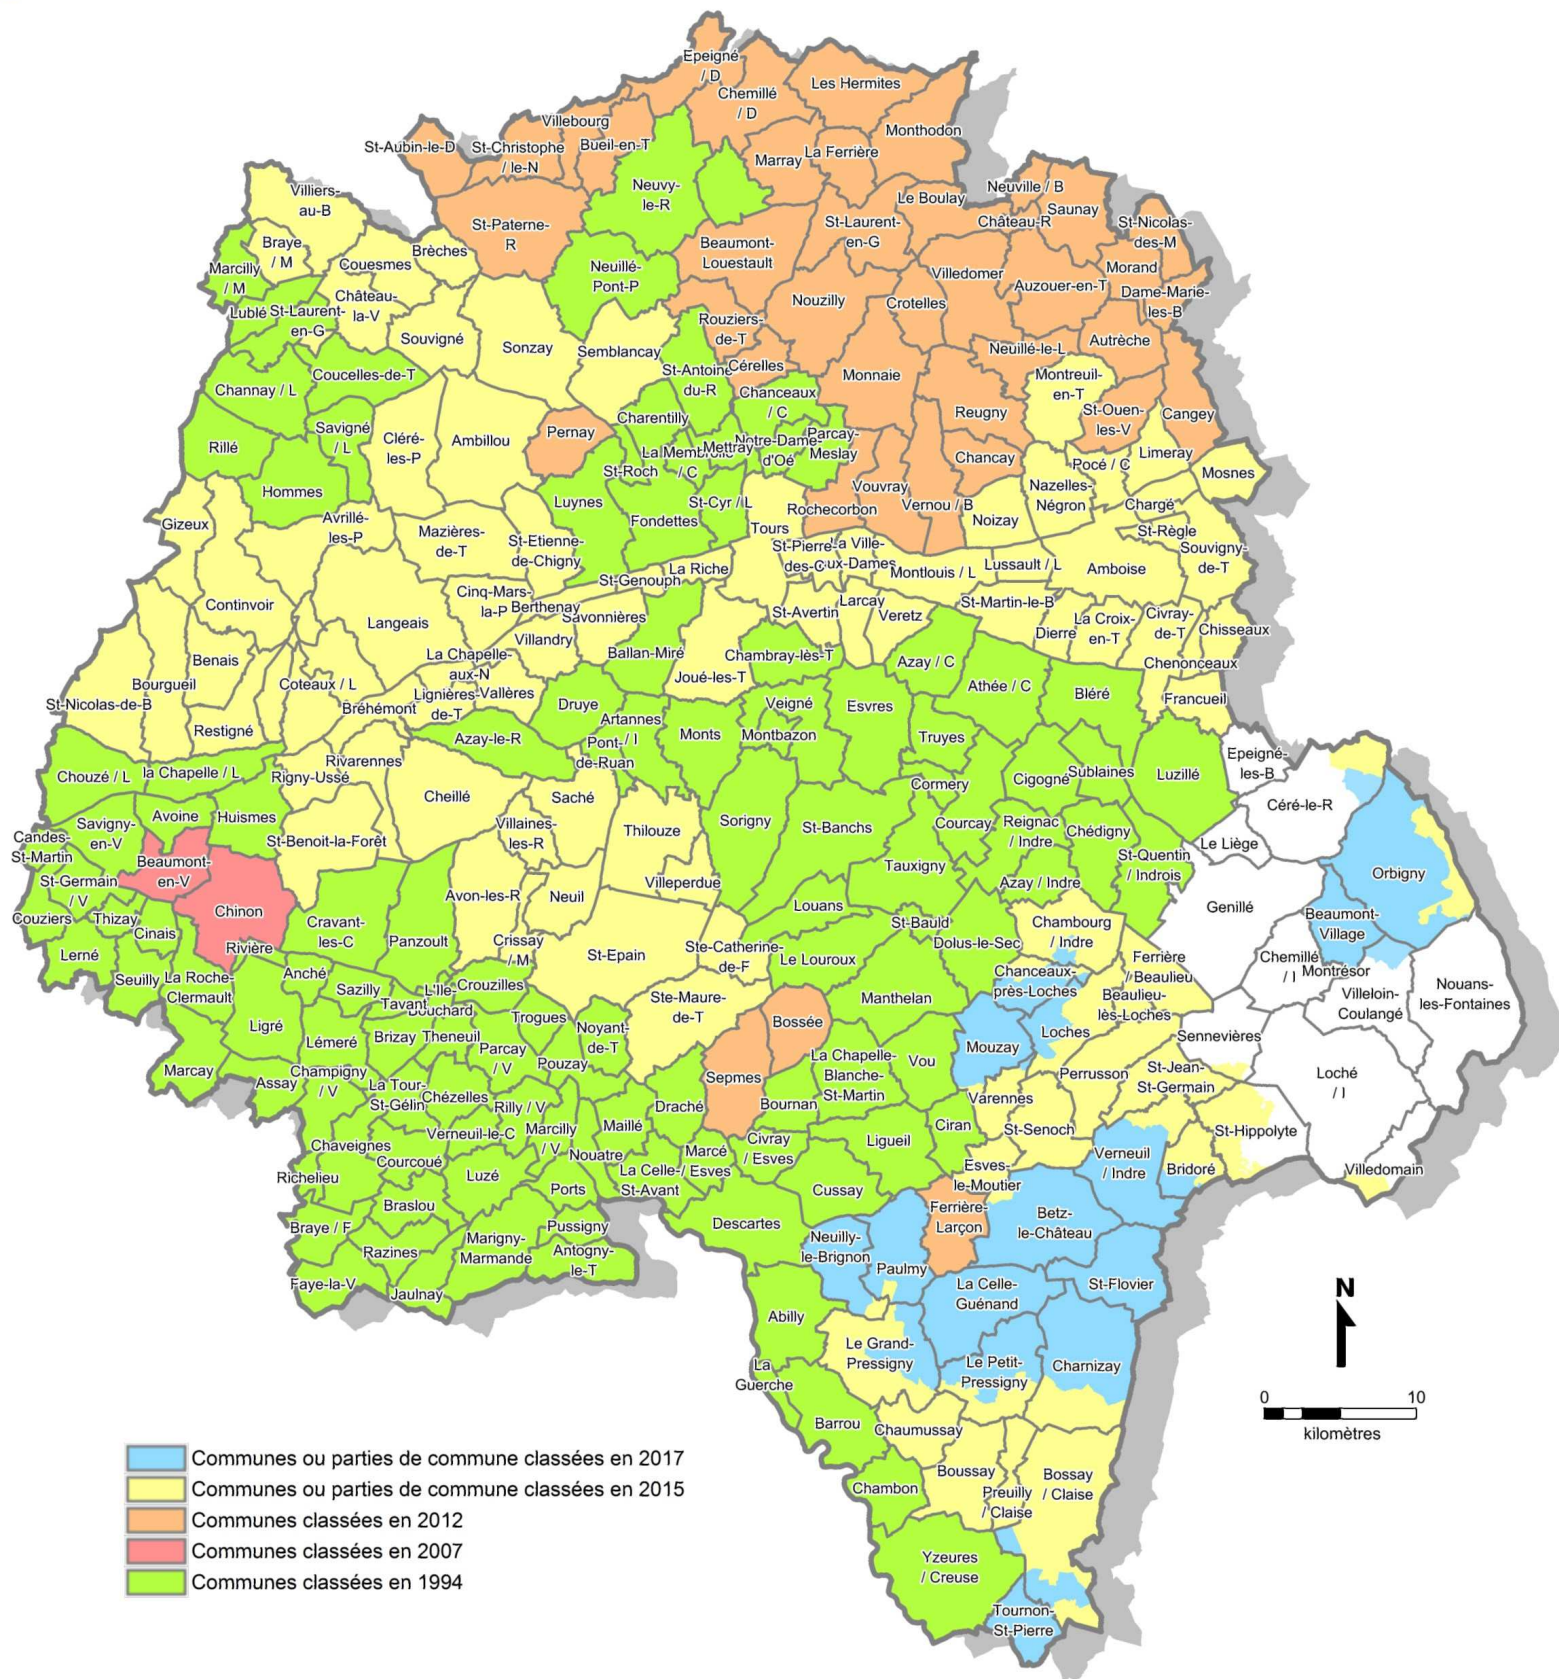 Epeigné
/ D
Chemillé
/ D
Les Hermites
Villebourg
St-Aubin-le-D
St-Christophe
/ le-N
Bueil-en-T
Marray
La Ferrière
Monthodon
Villiers-
au-B
Neuvy-
le-R
Le Boulay
Neuville / B
Saunay
Château-R
St-Nicolas-
des-M
St-Paterne-
R
St-Laurent-
en-G
Beaumont-
Louestault
Braye
/ M
Brèches
Couesmes
Marcilly
/ M
Neuillé-
Pont-P
Villedomer
Morand
Auzouer-en-T
Dame-Marie-
les-B
Château-
la-V
Nouzilly
Crotelles
Lublé
St-Laurent-
en-G
Rouziers-
de-T
Souvigné
Sonzay
Semblancay
Neuillé-le-L
Autrèche
St-Antoine
du-R
Cérelles
Coucelles-de-T
Monnaie
Montreuil-
en-T
Channay / L
Chanceaux
/ C
Reugny
St-Ouen-
les-V
Cangey
Charentilly
Savigné
/ L
Cléré-
les-P
Ambillou
Pernay
Rillé
La Membrolle
/ C
Mettray
Notre-Dame-
d'Oé
Parcay-
Meslay
Chancay
Limeray
Pocé / C
Mosnes
St-Roch
Hommes
Vouvray
Nazelles-
Négron
Luynes
St-Cyr / L
Rochecorbon
Vernou / B
Chargé
Noizay
Gizeux
Avrillé-
les-P
Fondettes
Tours
Mazières-
de-T
St-Etienne-
de-Chigny
St-Règle
St-Pierre-
des-C
La Ville-
aux-Dames
Souvigny-
de-T
La Riche
Montlouis / L
Lussault / L
Amboise
St-Genouph
Cinq-Mars-
la-P
Berthenay
Savonnières
Continvoir
Larcay
St-Avertin
Veretz
St-Martin-le-B
Langeais
La Croix-
en-T
Civray-
de-T
Dierre
Chisseaux
Villandry
Ballan-Miré
Chambray-lès-T
Azay / C
Chenonceaux
Benais
La Chapelle-
aux-N
Joué-les-T
Athée / C
Bléré
Francueil
Bourgueil
Coteaux / L
Lignières-
de-T
Vallères
St-Nicolas-de-B
Bréhémont
Druye
Veigné
Esvres
Artannes
/ I
Restigné
Azay-le-R
Monts
Montbazon
Truyes
Pont-
de-Ruan
Epeigné-
les-B
Rivarennes
Chouzé / L
la Chapelle / L
Rigny-Ussé
Cormery
Cigogné
Sublaines
Luzillé
Cheillé
Saché
Céré-le-R
Avoine
Huismes
Savigny-
en-V
Villaines-
les-R
Thilouze
Sorigny
St-Banchs
Courcay
Reignac
/ Indre
Chédigny
Candes-
St-Martin
St-Benoit-la-Forêt
Le Liège
Beaumont-
en-V
St-Quentin
/ Indrois
Tauxigny
Orbigny
St-Germain
/ V
Villeperdue
Azay / Indre
Avon-les-R
Neuil
Genillé
Louans
Chinon
Beaumont-
Village
Couziers
Thizay
Cinais
Cravant-
les-C
St-Bauld
Chambourg
/ Indre
Panzoult
Crissay
/ M
Rivière
Dolus-le-Sec
Lerné
St-Epain
Ste-Catherine-
de-F
Le Louroux
Ferrière
/ Beaulieu
Chemillé
/ I
Montrésor
Seuilly
La Roche-
Clermault
Anché
Sazilly
L'Ile-
Bouchard
Crouzilles
Chanceaux-
près-Loches
Nouans-
les-Fontaines
Tavant
Ste-Maure-
de-T
Manthelan
Beaulieu-
lès-Loches
Villeloin-
Coulangé
Ligré
Trogues
Bossée
Loches
Sennevières
Lémeré
Brizay
Theneuil
Noyant-
de-T
Mouzay
Parcay
/ V
Pouzay
La Chapelle-
Blanche-
St-Martin
Vou
Marcay
Champigny
/ V
Perrusson
St-Jean-
St-Germain
Loché
/ I
Assay
Sepmes
La Tour-
St-Gélin
Chézelles
Rilly / V
Draché
Bournan
Varennes
Maillé
Verneuil-le-C
Marcilly
/ V
Ciran
St-Senoch
St-Hippolyte
Chaveignes
Civray
/ Esves
Ligueil
Marcé
/ Esves
Nouatre
Verneuil
/ Indre
Courcoué
Bridoré
Villedomain
Richelieu
Luzé
La Celle-
St-Avant
Esves-
le-Moutier
Ports
Cussay
Braslou
Ferrière-
Larçon
Betz-
le-Château
Braye / F
Pussigny
Descartes
Neuilly-
le-Brignon
Marigny-
Marmande
Razines
Antogny-
le-T
Paulmy
Faye-la-V
Jaulnay
La Celle-
Guénand
St-Flovier
N
Abilly
Le Grand-
Pressigny
La
Guerche
Le Petit-
Pressigny
Charnizay
0 10
kilomètres
Barrou
Chaumussay
Communes ou parties de commune classées en 2017
Boussay
Bossay
/ Claise
Communes ou parties de commune classées en 2015
Chambon
Preuilly
/ Claise
Communes classées en 2012
Communes classées en 2007
Yzeures
/ Creuse
Communes classées en 1994
Tournon-
St-Pierre